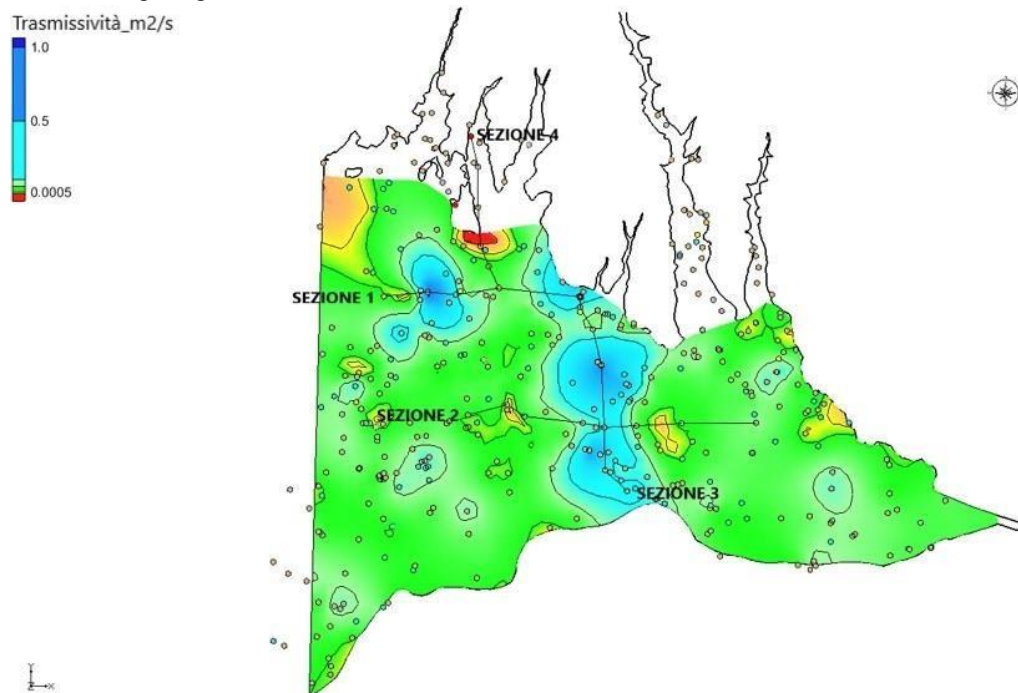 Trasmissività_m2/s
1.0
0.5
0.0005
SEZIONE 4
SEZIONE 1
SEZIONE 2
SEZIONE 3
Y
Z
X